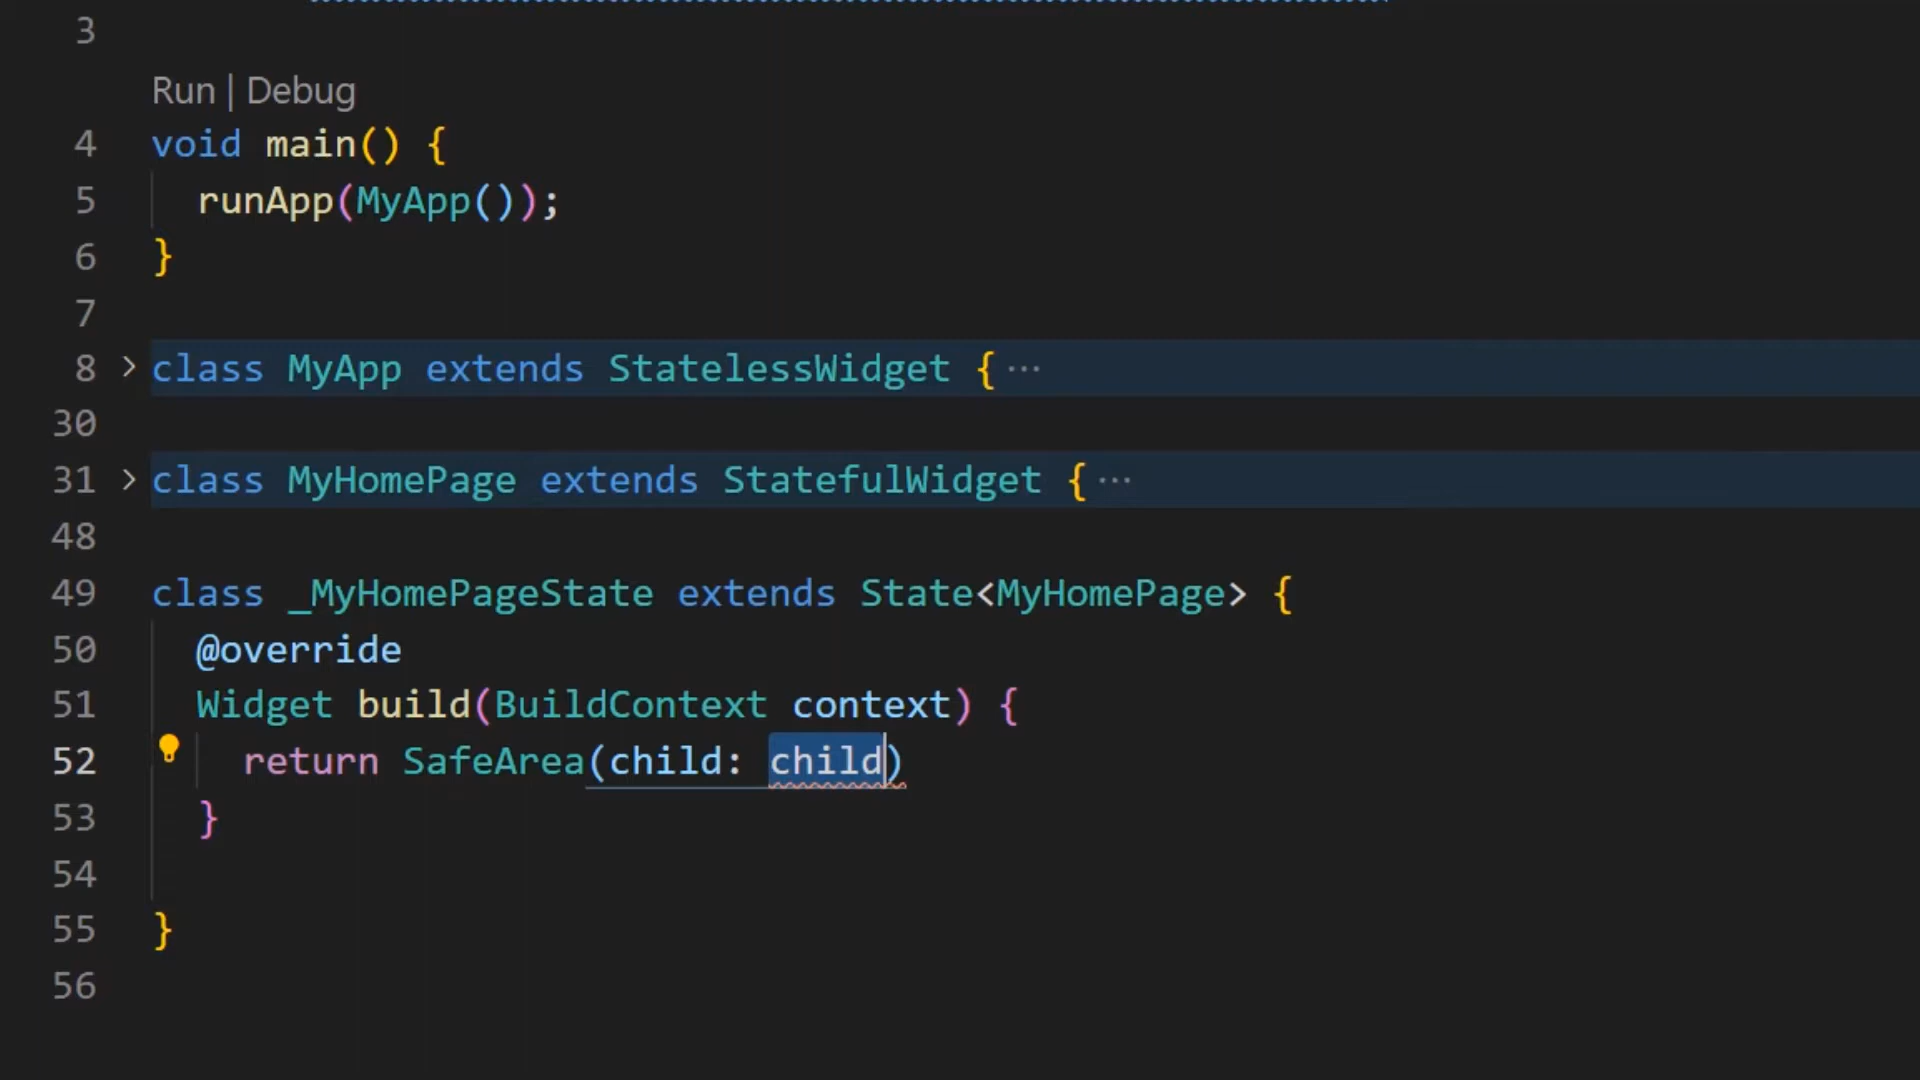 3
Run | Debug
4 void main() {
5 runApp(MyApp());
6 }
7
8 > class MyApp extends StatelessWidget { ···
30
31 > class MyHomePage extends StatefulWidget { ···
48
49 class _MyHomePageState extends State<MyHomePage> {
50 @override
51 Widget build(BuildContext context) {
52 return SafeArea(child: child)
53 }
54
55 }
56